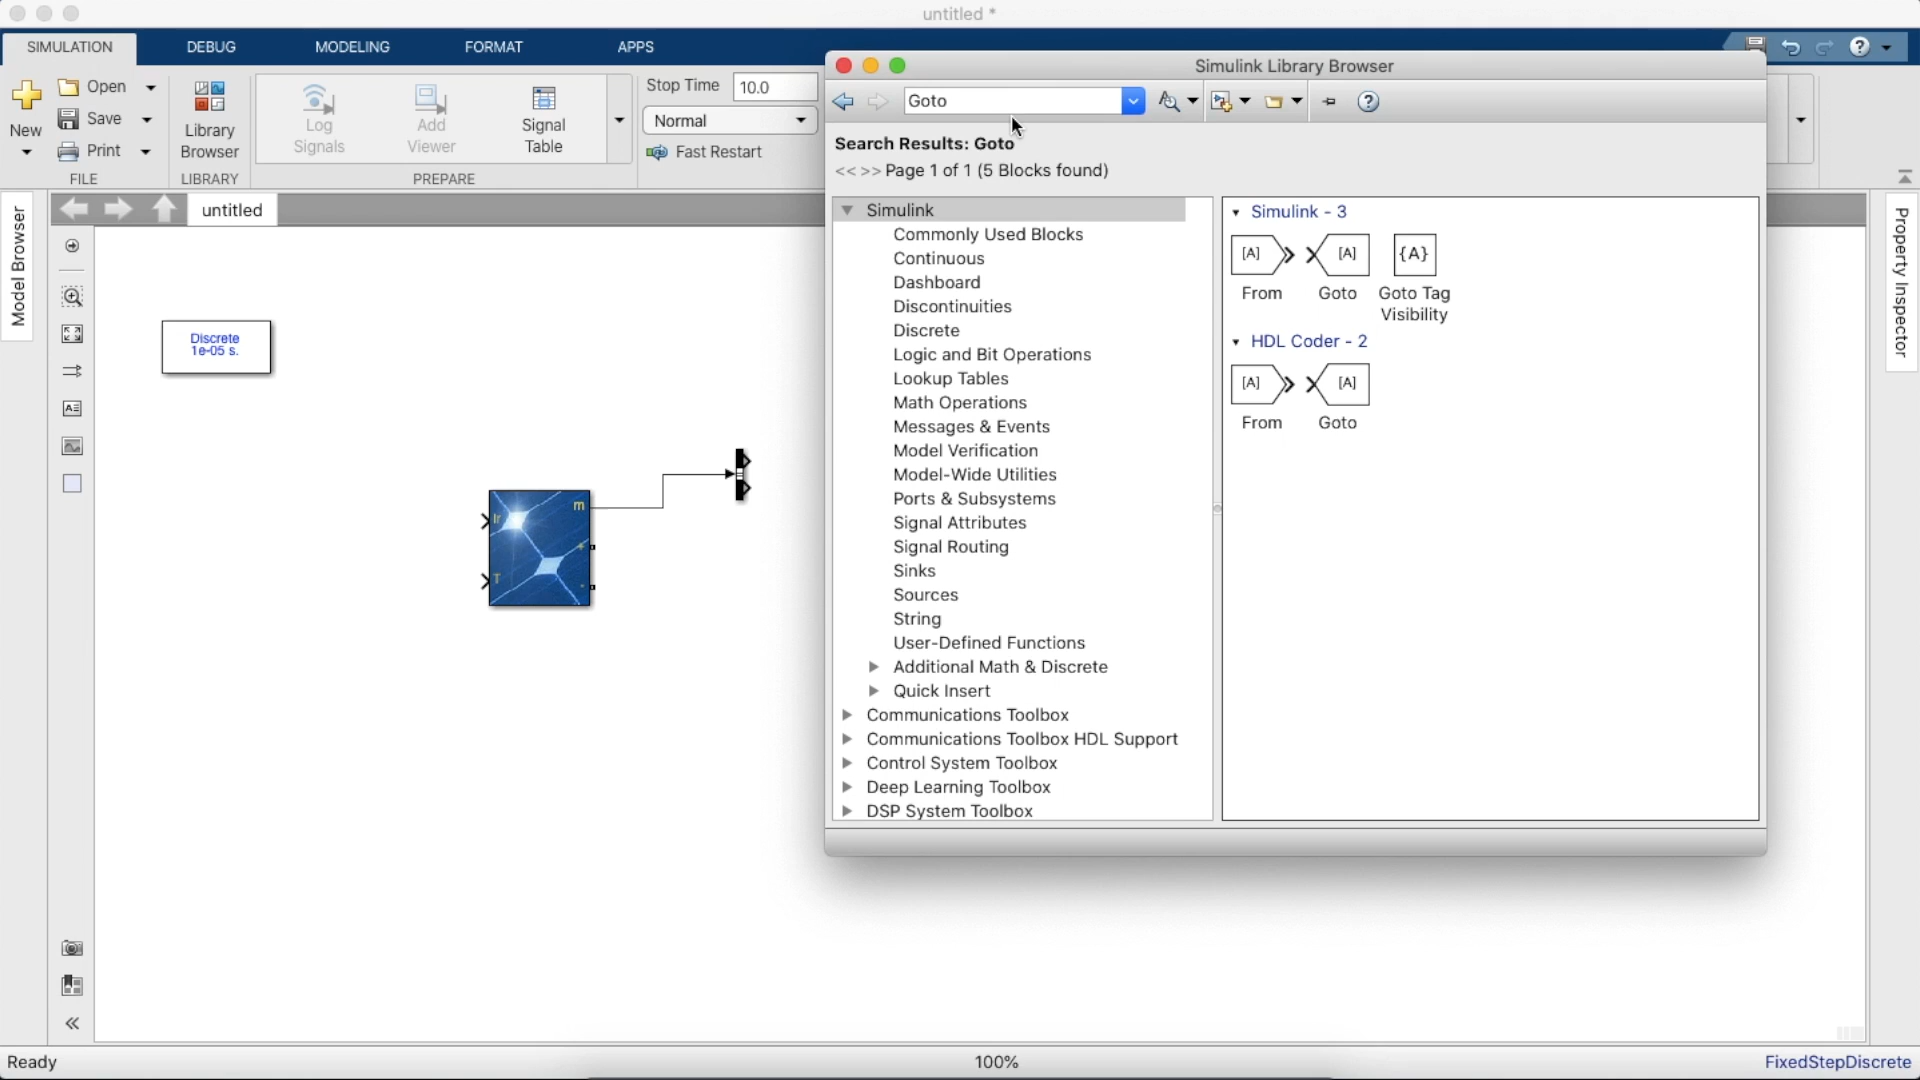 untitled *
SIMULATION
DEBUG
MODELING
FORMAT
APPS
New
Open
Save
Print
FILE
Library
Browser
LIBRARY
Log
Signals
Add
Viewer
Signal
Table
PREPARE
Stop Time 10.0
Normal
Fast Restart
Simulink Library Browser
Goto
Search Results: Goto
<< >> Page 1 of 1 (5 Blocks found)
Model Browser
untitled
Property Inspector
Discrete
1e-05 s.
Ir
m
T
+
-
Simulink
Commonly Used Blocks
Continuous
Dashboard
Discontinuities
Discrete
Logic and Bit Operations
Lookup Tables
Math Operations
Messages & Events
Model Verification
Model-Wide Utilities
Ports & Subsystems
Signal Attributes
Signal Routing
Sinks
Sources
String
User-Defined Functions
Additional Math & Discrete
Quick Insert
Communications Toolbox
Communications Toolbox HDL Support
Control System Toolbox
Deep Learning Toolbox
DSP System Toolbox
Simulink - 3
[A] [A] {A}
From Goto Goto Tag
Visibility
HDL Coder - 2
[A] [A]
From Goto
Ready
100%
FixedStepDiscrete